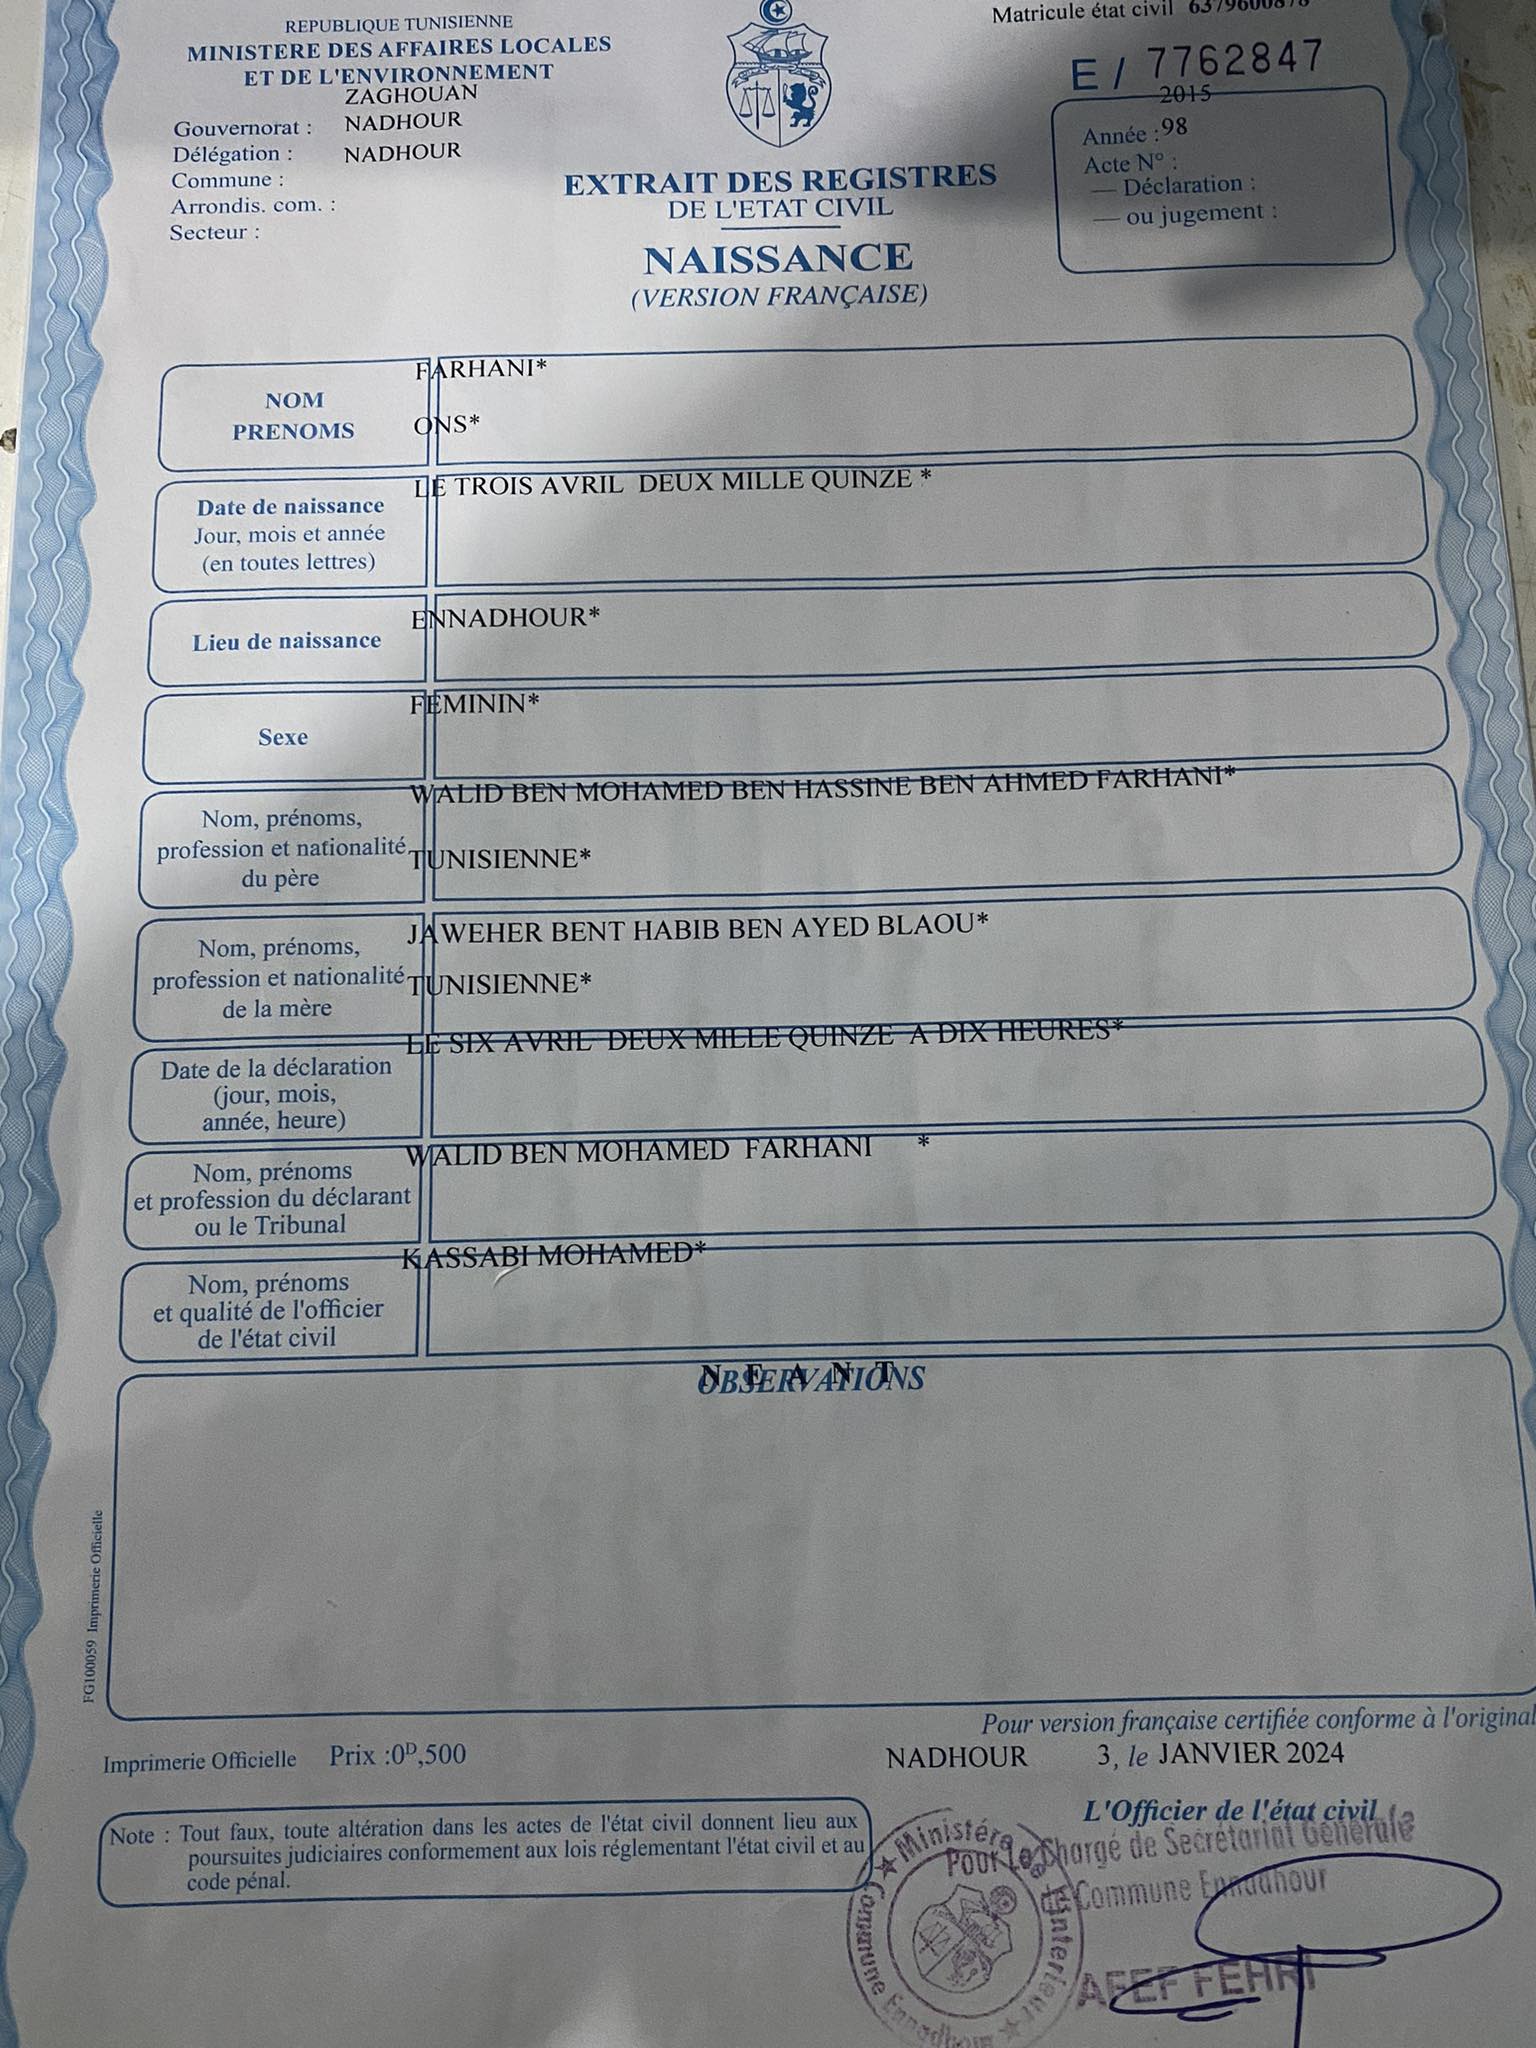 REPUBLIQUE TUNISIENNE
MINISTERE DES AFFAIRES LOCALES
ET DE L'ENVIRONNEMENT
ZAGHOUAN
Gouvernorat : NADHOUR
Délégation : NADHOUR
Commune :
Arrondis. com. :
Secteur :
Matricule état civil 6379600878
E / 7762847
2015
Année : 98
Acte N° :
— Déclaration :
— ou jugement :
EXTRAIT DES REGISTRES
DE L'ETAT CIVIL
NAISSANCE
(VERSION FRANÇAISE)
NOM
PRENOMS
FARHANI*
ONS*
Date de naissance
Jour, mois et année
(en toutes lettres)
LE TROIS AVRIL DEUX MILLE QUINZE *
Lieu de naissance
ENNADHOUR*
Sexe
FEMININ*
Nom, prénoms,
profession et nationalité
du père
WALID BEN MOHAMED BEN HASSINE BEN AHMED FARHANI*
TUNISIENNE*
Nom, prénoms,
profession et nationalité
de la mère
JAWEHER BENT HABIB BEN AYED BLAOU*
TUNISIENNE*
Date de la déclaration
(jour, mois,
année, heure)
LE SIX AVRIL DEUX MILLE QUINZE A DIX HEURES*
Nom, prénoms
et profession du déclarant
ou le Tribunal
WALID BEN MOHAMED FARHANI *
Nom, prénoms
et qualité de l'officier
de l'état civil
KASSABI MOHAMED*
OBSERVATIONS
N E A N T
FG100059 Imprimerie Officielle
Pour version française certifiée conforme à l'original
Imprimerie Officielle Prix :0ᴰ,500
NADHOUR 3, le JANVIER 2024
L'Officier de l'état civil
Note : Tout faux, toute altération dans les actes de l'état civil donnent lieu aux
poursuites judiciaires conformement aux lois réglementant l'état civil et au
code pénal.
Pour Le Chargé de Secrétariat Générale
de Commune Ennadhour
AFEF FEHRI
Ministére de L'interieur
Commune Ennadhour